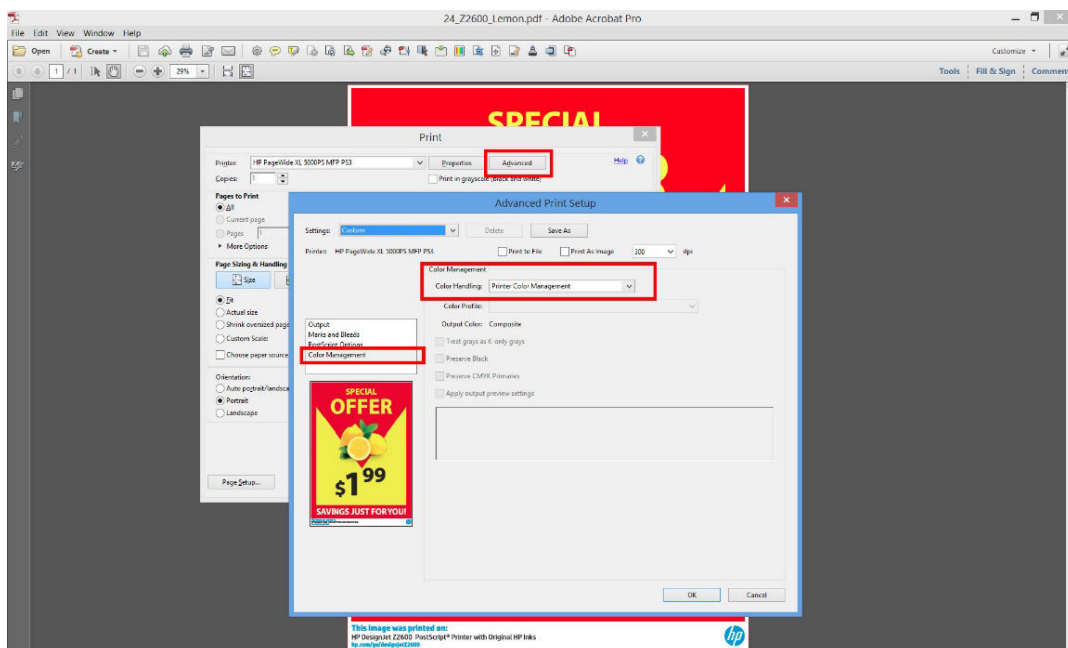 24_Z2600_Lemon.pdf - Adobe Acrobat Pro
File Edit View Window Help
Open Create Customize
1 / 1 29% Tools Fill & Sign Comment
SPECIAL
Print
Printer: HP PageWide XL 5000PS MFP PS3 Properties Advanced Help
Copies: 1 Print in grayscale (black and white)
Pages to Print
All
Current page
Pages 1
More Options
Page Sizing & Handling
Size
Fit
Actual size
Shrink oversized page
Custom Scale:
Choose paper source
Orientation:
Auto portrait/landsca
Portrait
Landscape
Page Setup...
Advanced Print Setup
Settings: Custom Delete Save As
Printer: HP PageWide XL 5000PS MFP PS3 Print to File Print As Image 300 dpi
Output
Marks and Bleeds
PostScript Options
Color Management
Color Management
Color Handling: Printer Color Management
Color Profile:
Output Color: Composite
Treat grays as K-only grays
Preserve Black
Preserve CMYK Primaries
Apply output preview settings
SPECIAL
OFFER
$1 99
SAVINGS JUST FOR YOU!
OK Cancel
This image was printed on:
HP DesignJet Z2600 PostScript® Printer with Original HP Inks
hp.com/go/designjetZ2600
hp